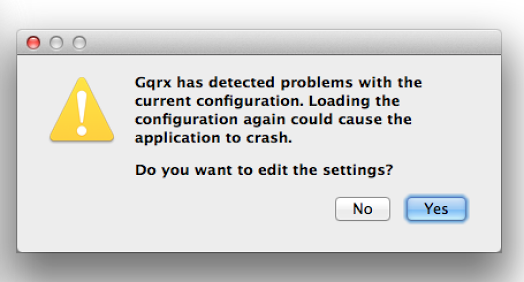 Gqrx has detected problems with the
current configuration. Loading the
configuration again could cause the
application to crash.
Do you want to edit the settings?
No
Yes